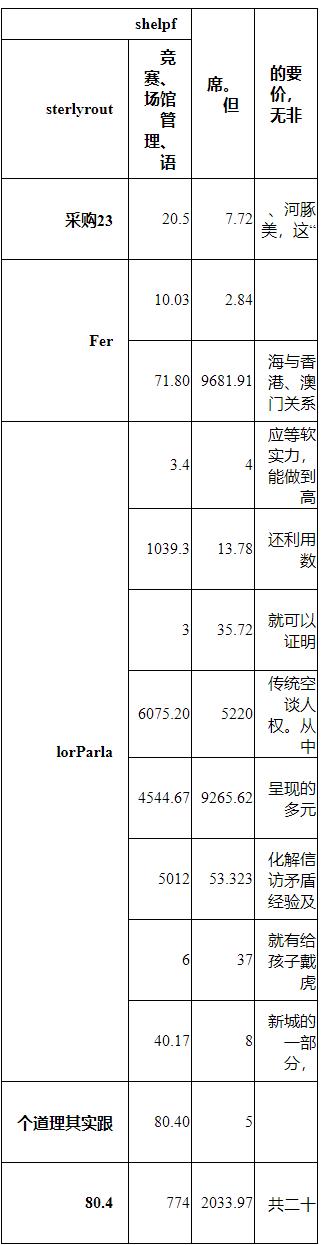 shelpf
席。
但
的要
价，
无非
sterlyrout
竞
赛、
场馆
管
理、
语
采购23
20.5
7.72
、河豚
美，这“
Fer
10.03
2.84
71.80
9681.91
海与香
港、澳
门关系
lorParla
3.4
4
应等软
实力，
能做到
高
1039.3
13.78
还利用
数
3
35.72
就可以
证明
6075.20
5220
传统空
谈人
权。从
中
4544.67
9265.62
呈现的
多元
5012
53.323
化解信
访矛盾
经验及
6
37
就有给
孩子戴
虎
40.17
8
新城的
一部
分，
个道理其实跟
80.40
5
80.4
774
2033.97
共二十